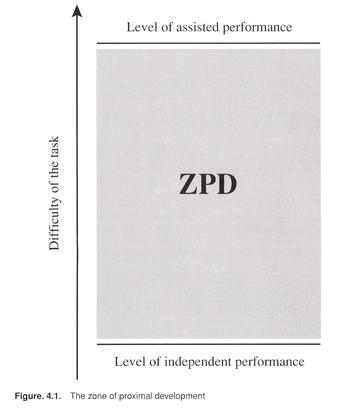 Level of assisted performance
Difficulty of the task
ZPD
Level of independent performance
Figure. 4.1. The zone of proximal development